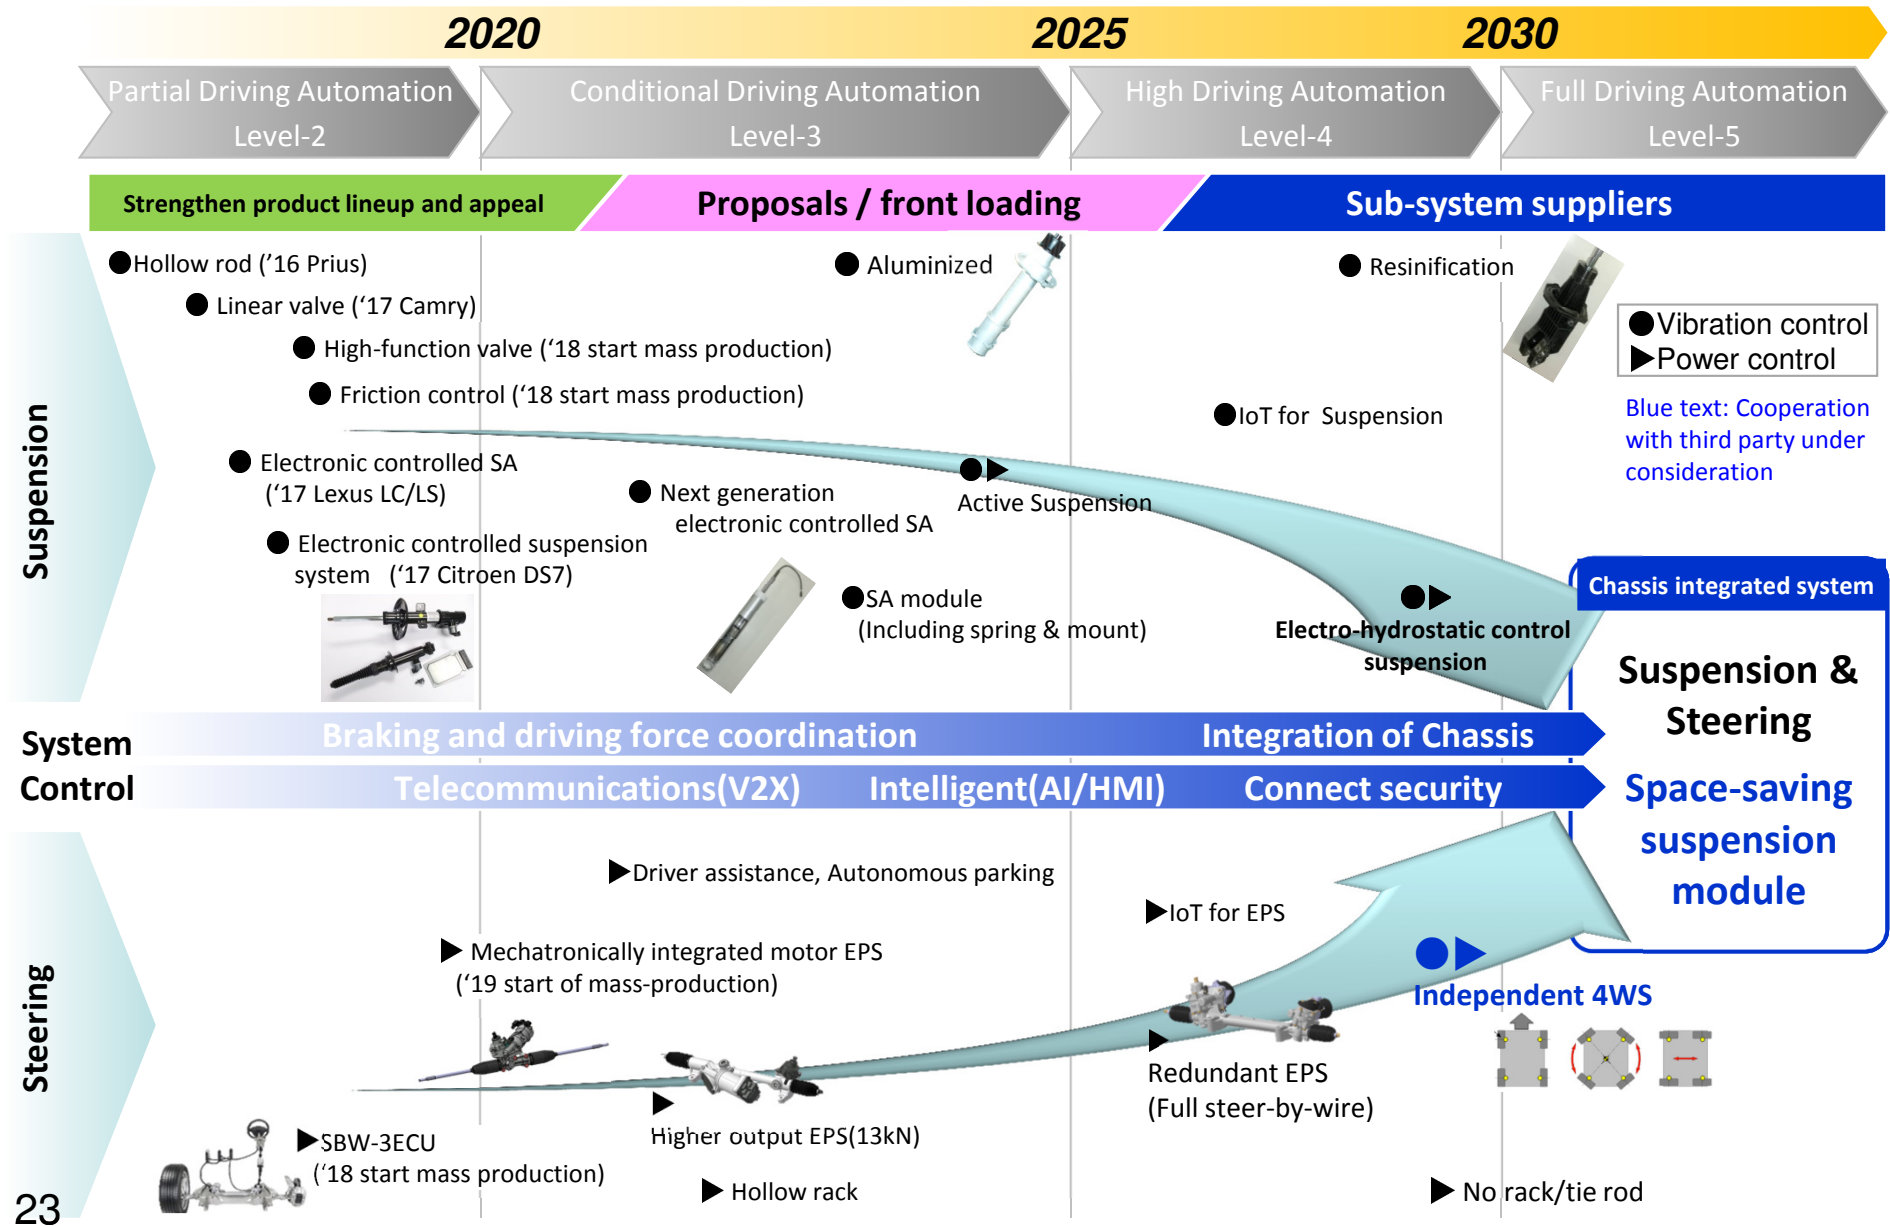 2020
2025
2030
Partial Driving Automation
Level-2
Conditional Driving Automation
Level-3
High Driving Automation
Level-4
Full Driving Automation
Level-5
Strengthen product lineup and appeal
Proposals / front loading
Sub-system suppliers
Suspension
●Hollow rod ('16 Prius)
● Linear valve ('17 Camry)
● High-function valve ('18 start mass production)
● Friction control ('18 start mass production)
● Electronic controlled SA
('17 Lexus LC/LS)
● Electronic controlled suspension
system ('17 Citroen DS7)
● Aluminized
● Next generation
electronic controlled SA
●▶
Active Suspension
●SA module
(Including spring & mount)
● Resinification
●IoT for Suspension
●▶
Electro-hydrostatic control
suspension
●Vibration control
▶Power control
Blue text: Cooperation
with third party under
consideration
Chassis integrated system
Suspension &
Steering
Space-saving
suspension
module
System
Control
Braking and driving force coordination
Integration of Chassis
Telecommunications(V2X)
Intelligent(AI/HMI)
Connect security
Steering
▶Driver assistance, Autonomous parking
▶ Mechatronically integrated motor EPS
('19 start of mass-production)
▶SBW-3ECU
('18 start mass production)
▶
Higher output EPS(13kN)
▶ Hollow rack
▶IoT for EPS
▶
Redundant EPS
(Full steer-by-wire)
●▶
Independent 4WS
▶ No rack/tie rod
23